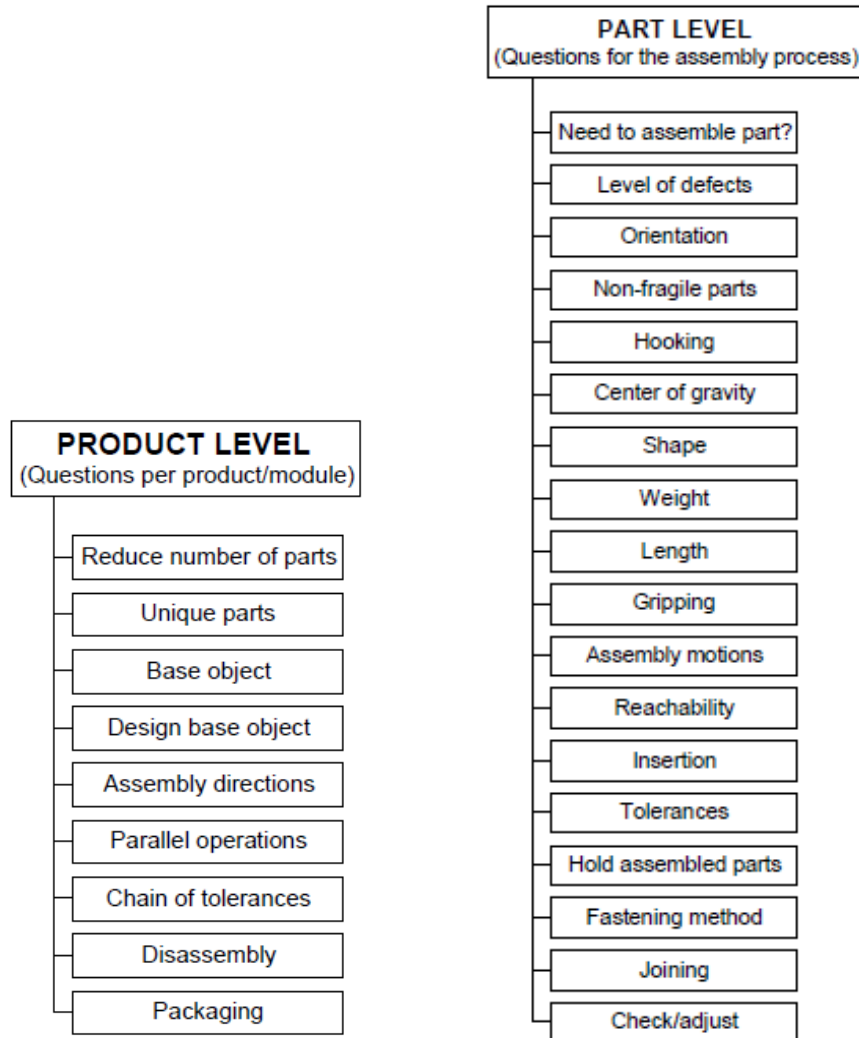 PART LEVEL
(Questions for the assembly process)
Need to assemble part?
Level of defects
Orientation
Non-fragile parts
Hooking
Center of gravity
Shape
Weight
Length
Gripping
Assembly motions
Reachability
Insertion
Tolerances
Hold assembled parts
Fastening method
Joining
Check/adjust
PRODUCT LEVEL
(Questions per product/module)
Reduce number of parts
Unique parts
Base object
Design base object
Assembly directions
Parallel operations
Chain of tolerances
Disassembly
Packaging